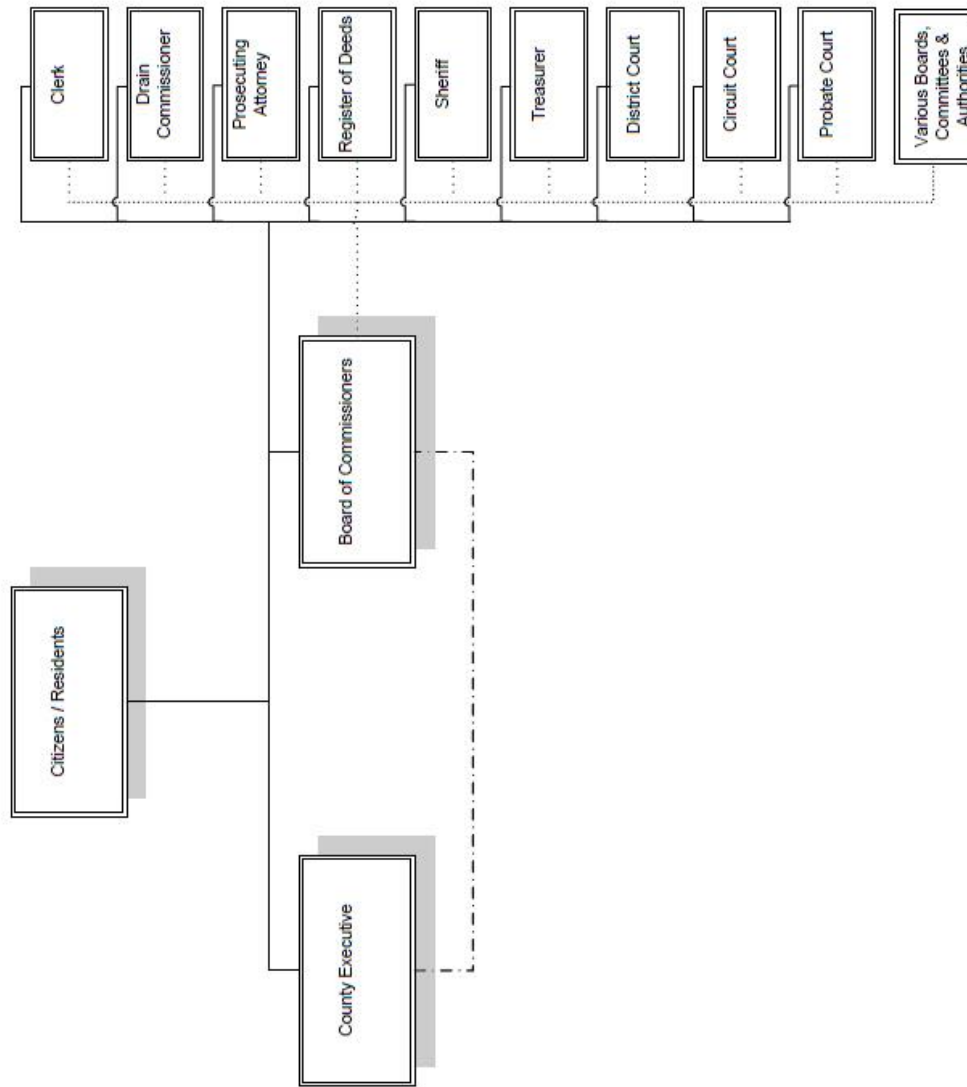 Citizens / Residents
County Executive
Board of Commissioners
Clerk
Drain
Commissioner
Prosecuting
Attorney
Register of Deeds
Sheriff
Treasurer
District Court
Circuit Court
Probate Court
Various Boards,
Committees &
Authorities